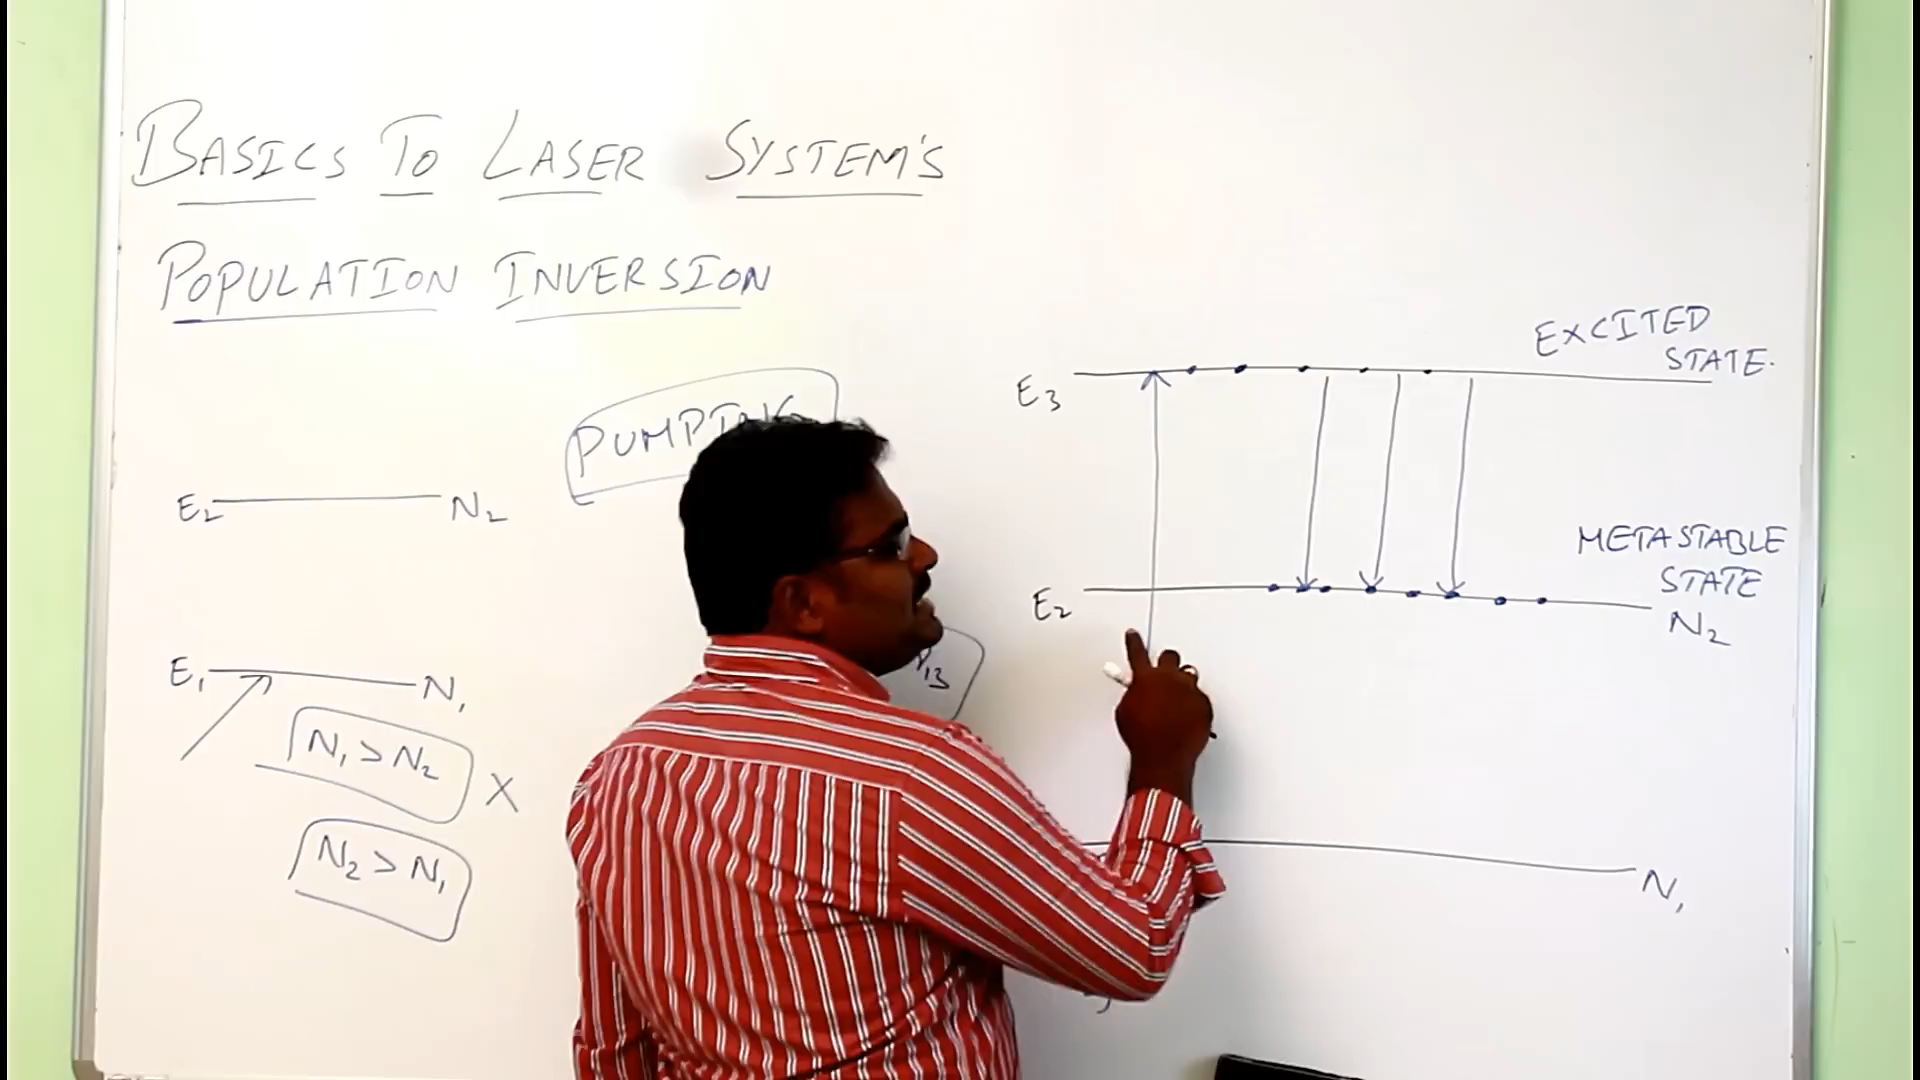 BASICS TO LASER SYSTEM'S
POPULATION INVERSION
E2 N2
E1 N1
N1 > N2 X
N2 > N1
E3 EXCITED
STATE.
E2 METASTABLE
STATE
N2
N1